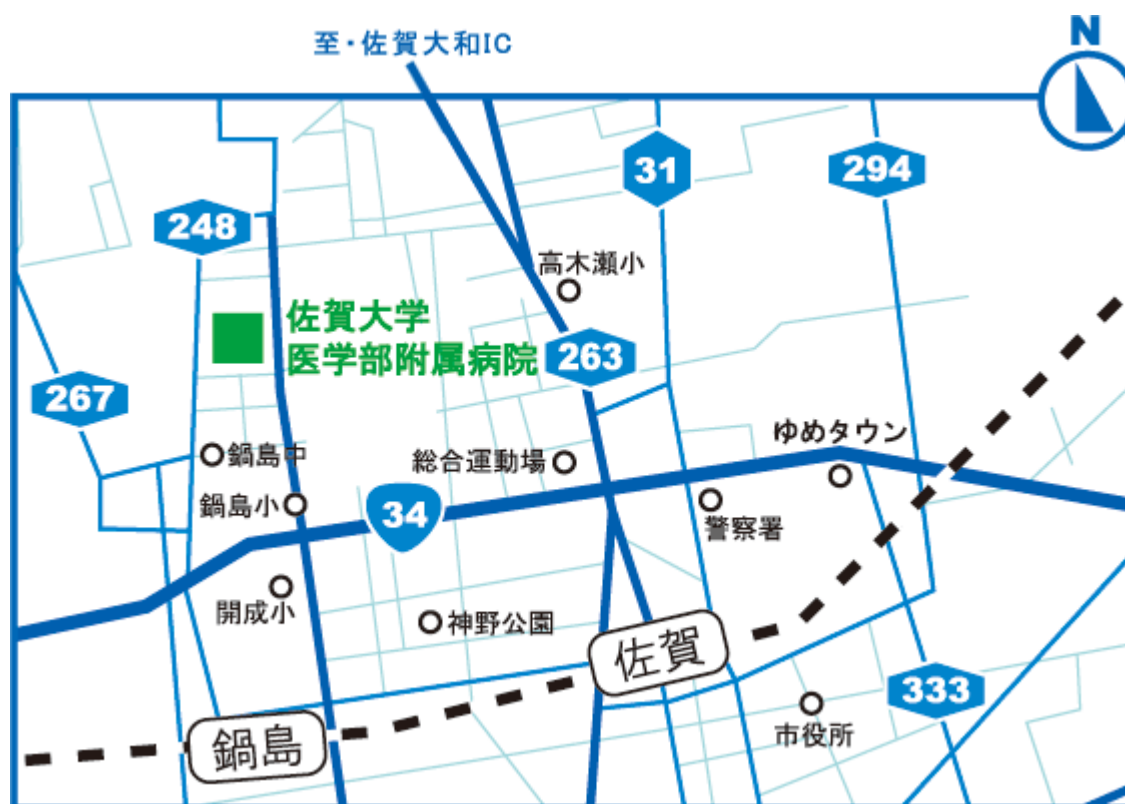 至・佐賀大和IC
N
31
294
248
高木瀬小
佐賀大学
医学部附属病院
263
267
ゆめタウン
鍋島中
総合運動場
鍋島小
34
警察署
開成小
神野公園
佐賀
333
鍋島
市役所